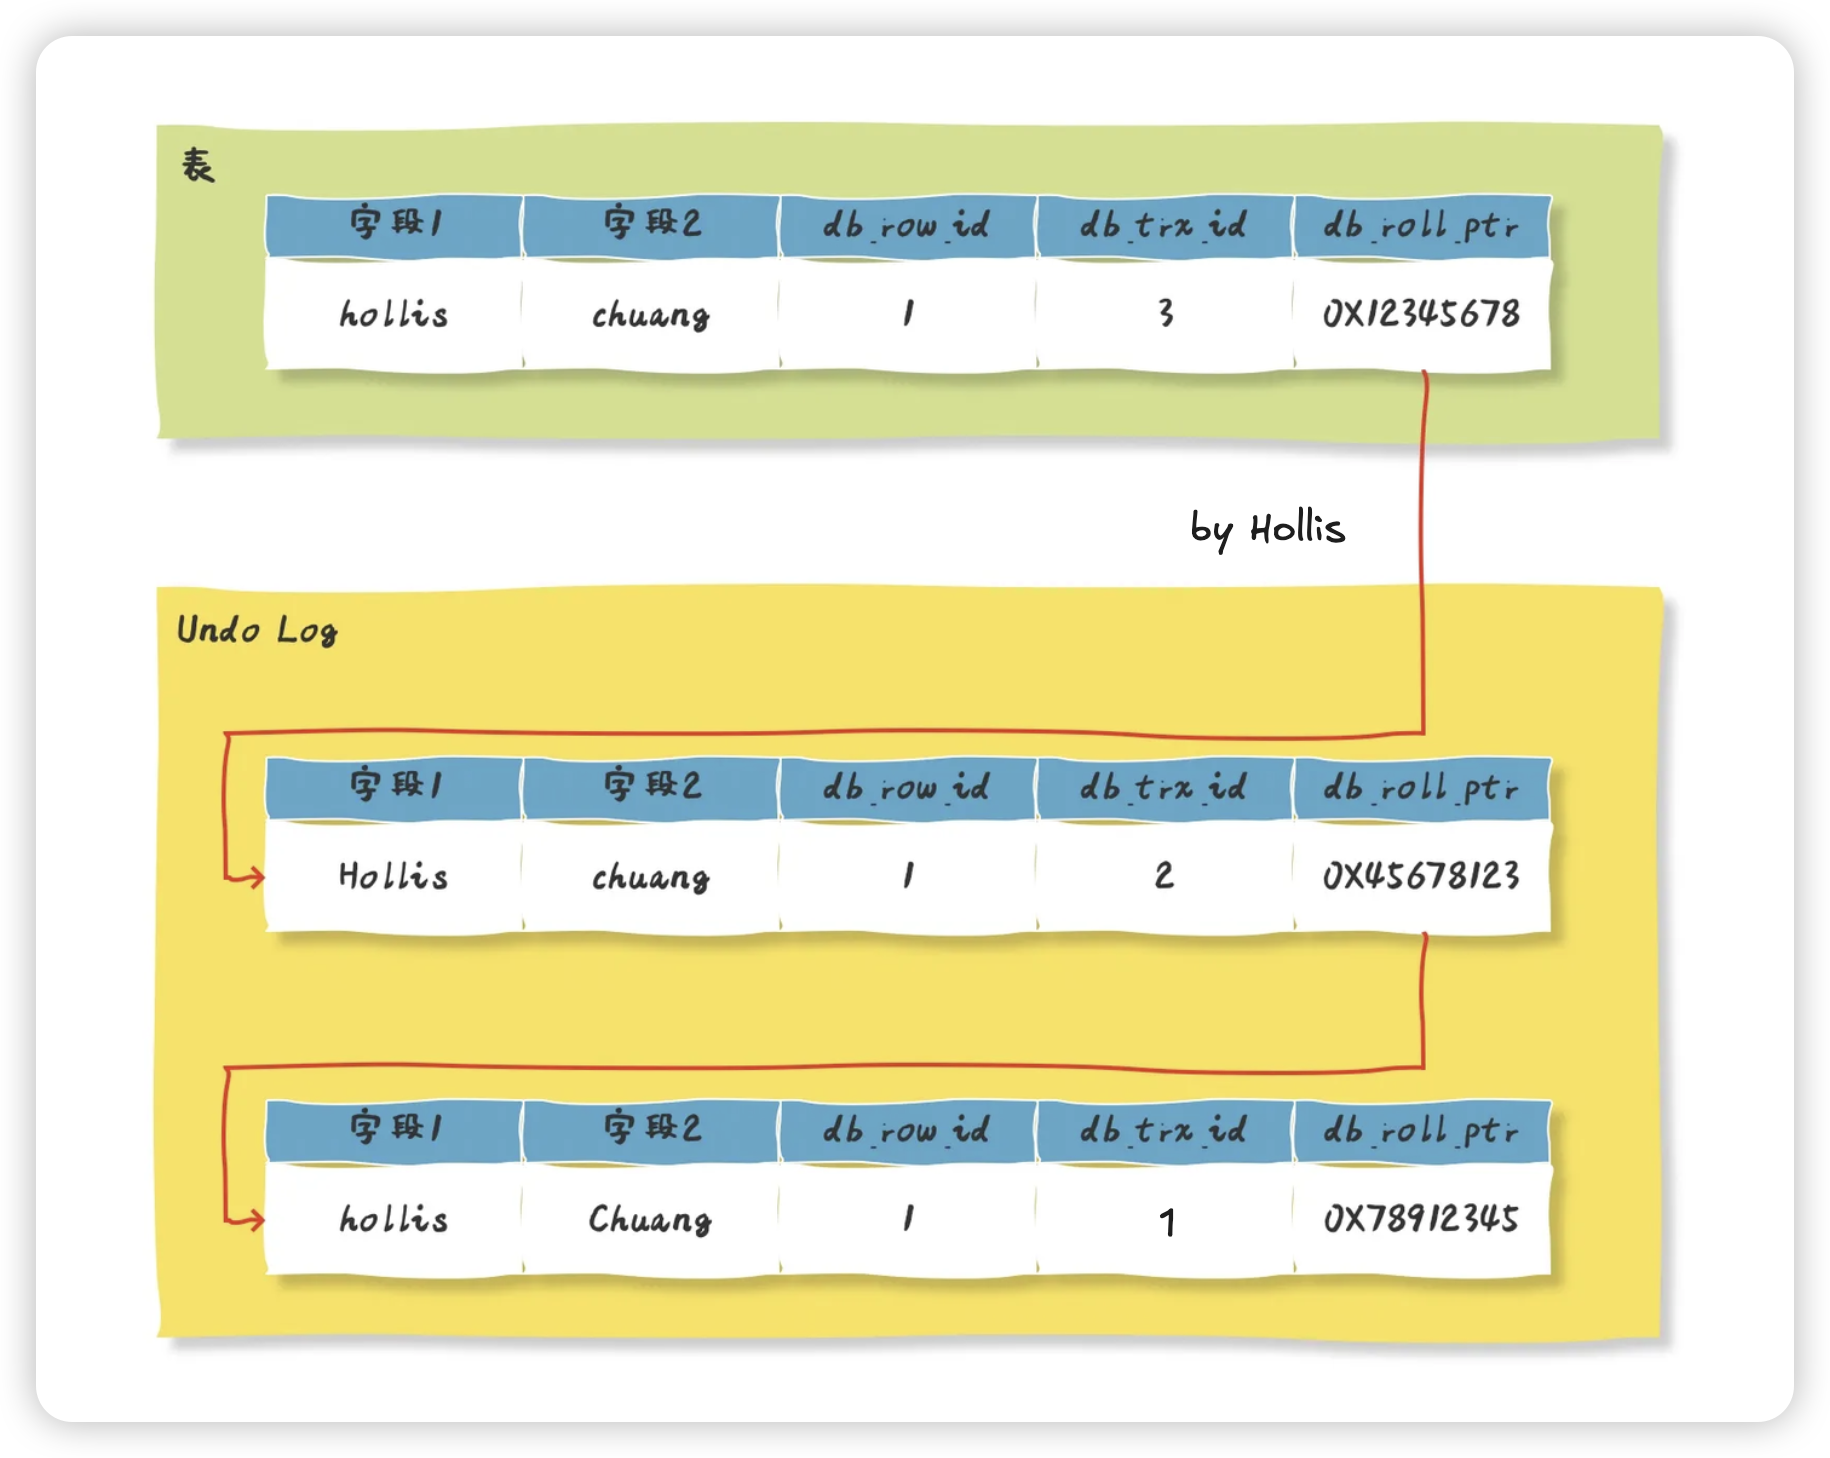 表
字段1 字段2 db_row_id db_trx_id db_roll_ptr
hollis chuang 1 3 0X12345678
by Hollis
Undo Log
字段1 字段2 db_row_id db_trx_id db_roll_ptr
Hollis chuang 1 2 0X45678123
字段1 字段2 db_row_id db_trx_id db_roll_ptr
hollis Chuang 1 1 0X78912345